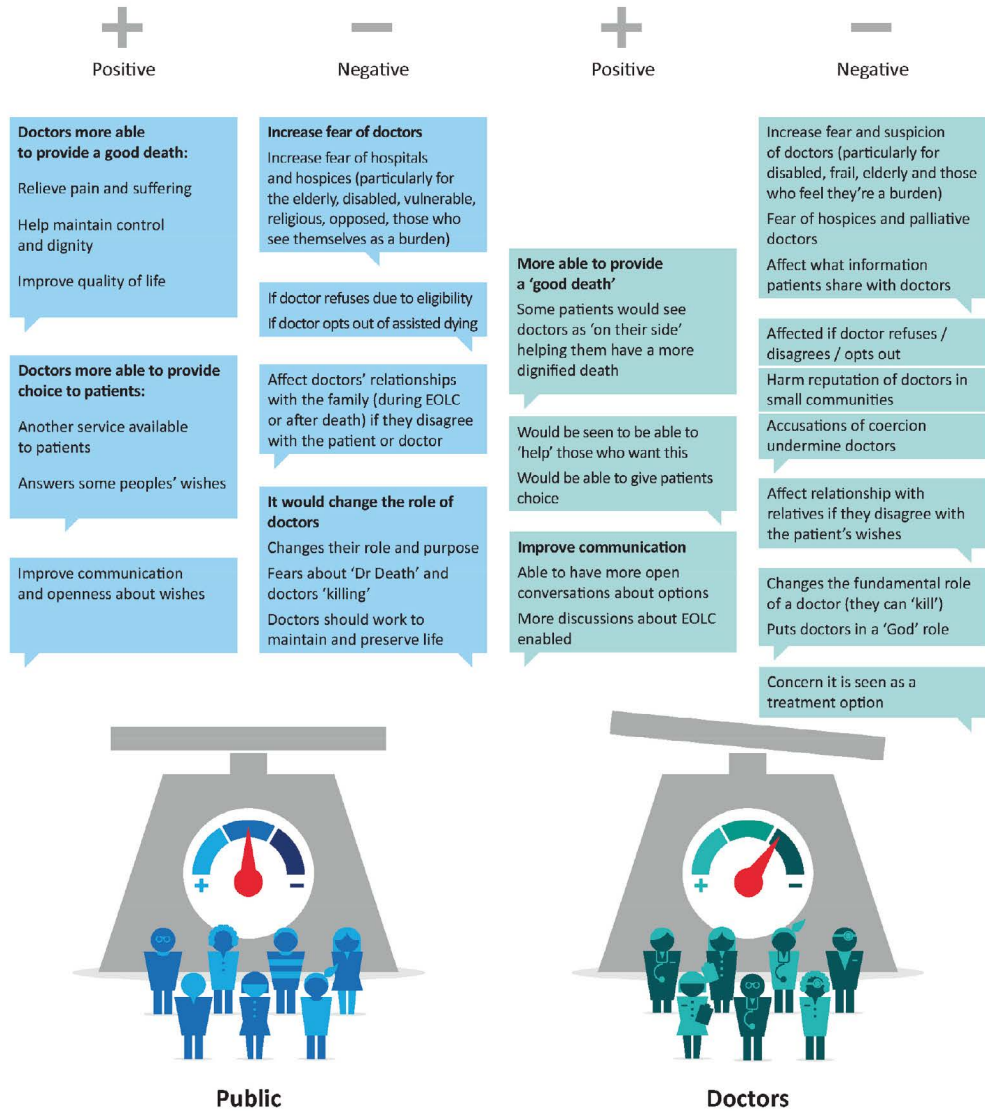 +
Positive
−
Negative
Doctors more able
to provide a good death:
Relieve pain and suffering
Help maintain control
and dignity
Improve quality of life
Doctors more able to provide
choice to patients:
Another service available
to patients
Answers some peoples’ wishes
Improve communication
and openness about wishes
Increase fear of doctors
Increase fear of hospitals
and hospices (particularly for
the elderly, disabled, vulnerable,
religious, opposed, those who
see themselves as a burden)
If doctor refuses due to eligibility
If doctor opts out of assisted dying
Affect doctors’ relationships
with the family (during EOLC
or after death) if they disagree
with the patient or doctor
It would change the role of
doctors
Changes their role and purpose
Fears about ‘Dr Death’ and
doctors ‘killing’
Doctors should work to
maintain and preserve life
+
−
Public
+
Positive
−
Negative
More able to provide
a ‘good death’
Some patients would see
doctors as ‘on their side’
helping them have a more
dignified death
Would be seen to be able to
‘help’ those who want this
Would be able to give patients
choice
Improve communication
Able to have more open
conversations about options
More discussions about EOLC
enabled
Increase fear and suspicion
of doctors (particularly for
disabled, frail, elderly and those
who feel they’re a burden)
Fear of hospices and palliative
doctors
Affect what information
patients share with doctors
Affected if doctor refuses /
disagrees / opts out
Harm reputation of doctors in
small communities
Accusations of coercion
undermine doctors
Affect relationship with
relatives if they disagree with
the patient’s wishes
Changes the fundamental role
of a doctor (they can ‘kill’)
Puts doctors in a ‘God’ role
Concern it is seen as a
treatment option
+
−
Doctors